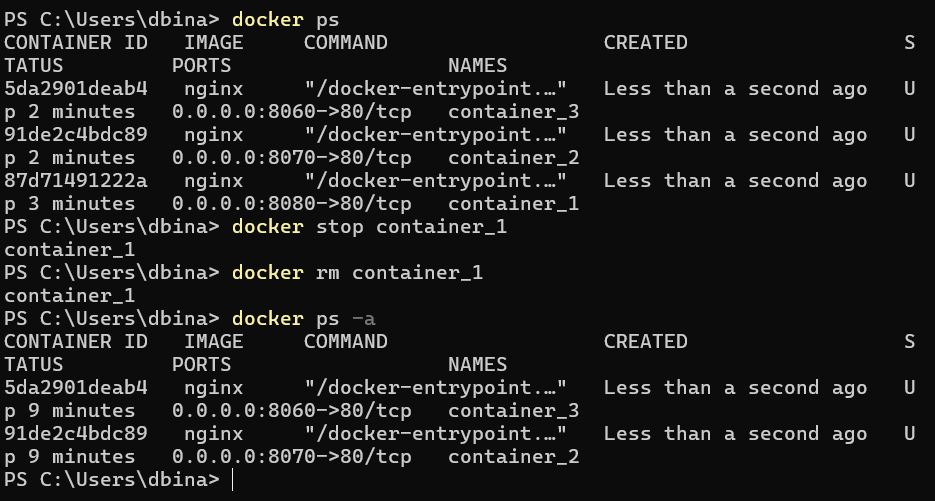 PS C:\Users\dbina> docker ps
CONTAINER ID   IMAGE     COMMAND                  CREATED                  S
TATUS         PORTS                  NAMES
5da2901deab4   nginx     "/docker-entrypoint.…"   Less than a second ago   U
p 2 minutes   0.0.0.0:8060->80/tcp   container_3
91de2c4bdc89   nginx     "/docker-entrypoint.…"   Less than a second ago   U
p 2 minutes   0.0.0.0:8070->80/tcp   container_2
87d71491222a   nginx     "/docker-entrypoint.…"   Less than a second ago   U
p 3 minutes   0.0.0.0:8080->80/tcp   container_1
PS C:\Users\dbina> docker stop container_1
container_1
PS C:\Users\dbina> docker rm container_1
container_1
PS C:\Users\dbina> docker ps -a
CONTAINER ID   IMAGE     COMMAND                  CREATED                  S
TATUS         PORTS                  NAMES
5da2901deab4   nginx     "/docker-entrypoint.…"   Less than a second ago   U
p 9 minutes   0.0.0.0:8060->80/tcp   container_3
91de2c4bdc89   nginx     "/docker-entrypoint.…"   Less than a second ago   U
p 9 minutes   0.0.0.0:8070->80/tcp   container_2
PS C:\Users\dbina>